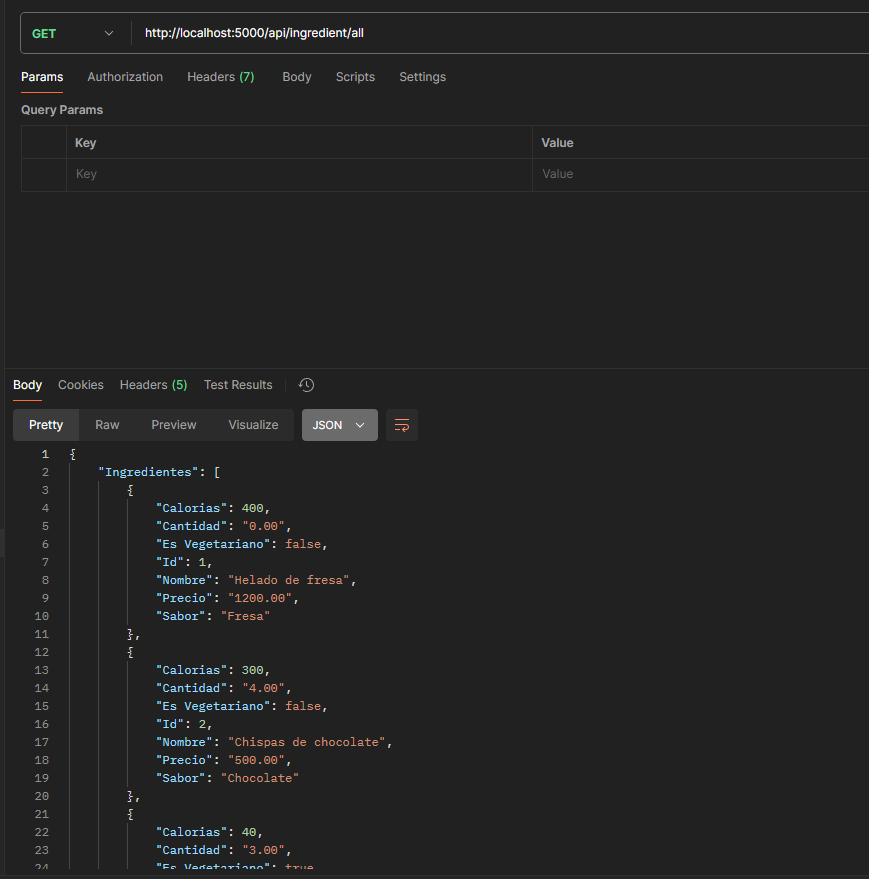 GET http://localhost:5000/api/ingredient/all
Params Authorization Headers (7) Body Scripts Settings
Query Params
Key Value
Key Value
Body Cookies Headers (5) Test Results
Pretty Raw Preview Visualize JSON
1 {
2 "Ingredientes": [
3 {
4 "Calorias": 400,
5 "Cantidad": "0.00",
6 "Es Vegetariano": false,
7 "Id": 1,
8 "Nombre": "Helado de fresa",
9 "Precio": "1200.00",
10 "Sabor": "Fresa"
11 },
12 {
13 "Calorias": 300,
14 "Cantidad": "4.00",
15 "Es Vegetariano": false,
16 "Id": 2,
17 "Nombre": "Chispas de chocolate",
18 "Precio": "500.00",
19 "Sabor": "Chocolate"
20 },
21 {
22 "Calorias": 40,
23 "Cantidad": "3.00",
24 "Es Vegetariano": true